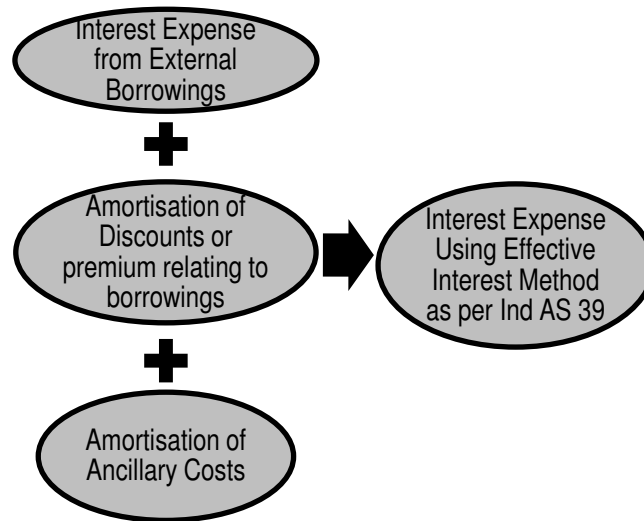 Interest Expense
from External
Borrowings
Amortisation of
Discounts or
premium relating to
borrowings
Interest Expense
Using Effective
Interest Method
as per Ind AS 39
Amortisation of
Ancillary Costs